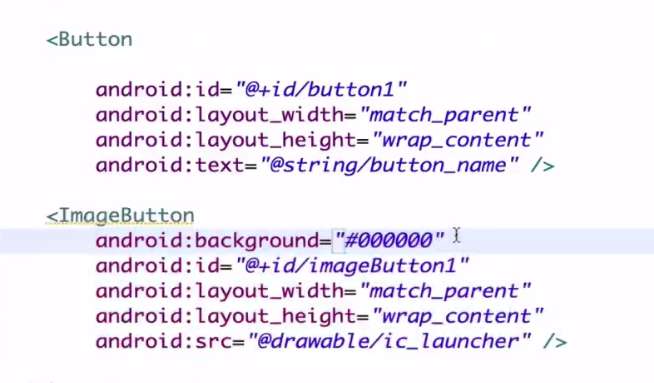 <Button
android:id="@+id/button1"
android:layout_width="match_parent"
android:layout_height="wrap_content"
android:text="@string/button_name" />
<ImageButton
android:background="#000000"
android:id="@+id/imageButton1"
android:layout_width="match_parent"
android:layout_height="wrap_content"
android:src="@drawable/ic_launcher" />